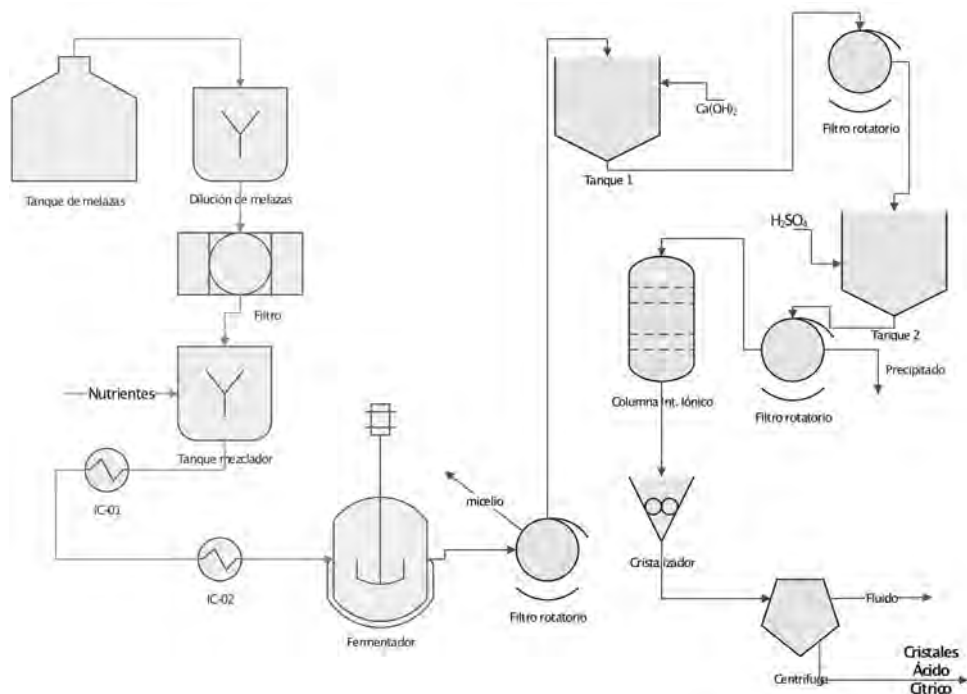 Tanque de melazas
Dilución de melazas
Filtro
Nutrientes
Tanque mezclador
IC-01
IC-02
Fermentador
micelio
Filtro rotatorio
Tanque 1
Ca(OH)₂
Filtro rotatorio
H₂SO₄
Tanque 2
Precipitado
Filtro rotatorio
Columna Int. Iónico
Cristalizador
Fluido
Centrífuga
Cristales
Ácido
Cítrico